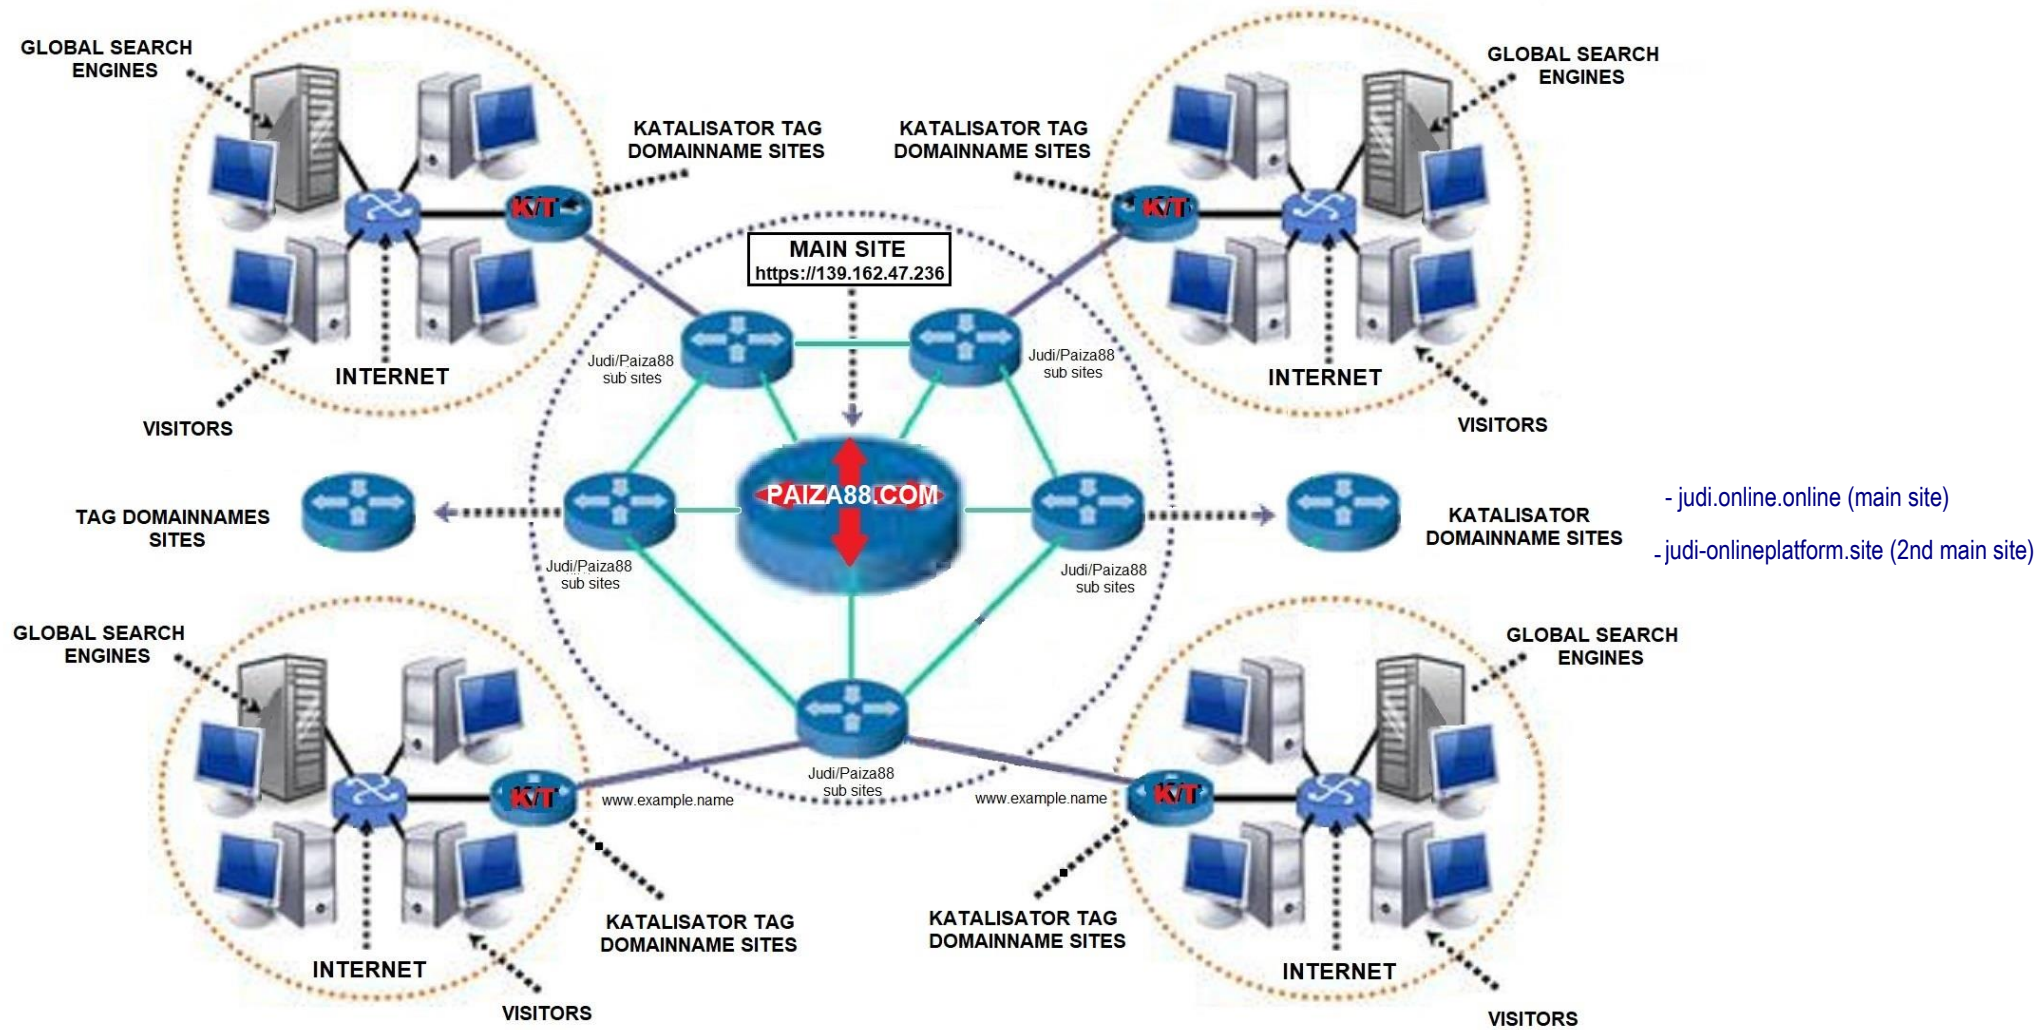 GLOBAL SEARCH
ENGINES
GLOBAL SEARCH
ENGINES
KATALISATOR TAG
DOMAINNAME SITES
KATALISATOR TAG
DOMAINNAME SITES
K/T
K/T
MAIN SITE
https://139.162.47.236
Judi/Paiza88
sub sites
Judi/Paiza88
sub sites
INTERNET
INTERNET
VISITORS
VISITORS
PAIZA88.COM
TAG DOMAINNAMES
SITES
KATALISATOR
DOMAINNAME SITES
- judi.online.online (main site)
- judi-onlineplatform.site (2nd main site)
Judi/Paiza88
sub sites
Judi/Paiza88
sub sites
GLOBAL SEARCH
ENGINES
GLOBAL SEARCH
ENGINES
Judi/Paiza88
sub sites
K/T
K/T
www.example.name
www.example.name
KATALISATOR TAG
DOMAINNAME SITES
KATALISATOR TAG
DOMAINNAME SITES
INTERNET
INTERNET
VISITORS
VISITORS